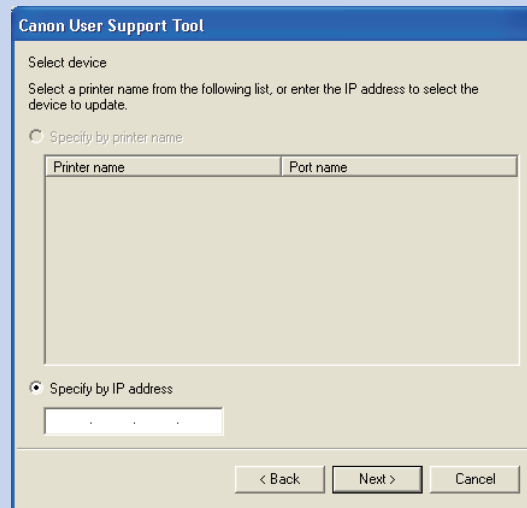 Canon User Support Tool
Select device
Select a printer name from the following list, or enter the IP address to select the
device to update.
Specify by printer name
Printer name Port name
Specify by IP address
. . .
< Back Next > Cancel